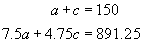 a + c = 150
7.5a + 4.75c = 891.25